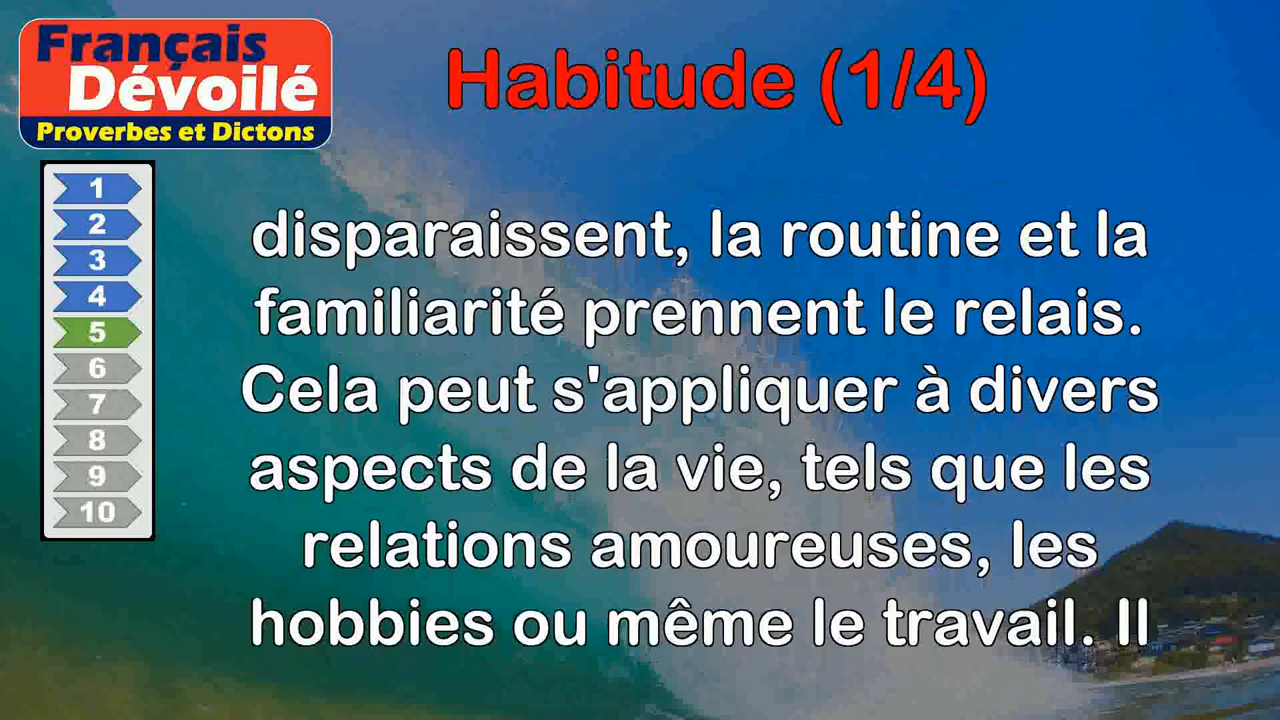 Français
Dévoilé
Proverbes et Dictons
Habitude (1/4)
1
2
3
4
5
6
7
8
9
10
disparaissent, la routine et la
familiarité prennent le relais.
Cela peut s'appliquer à divers
aspects de la vie, tels que les
relations amoureuses, les
hobbies ou même le travail. Il